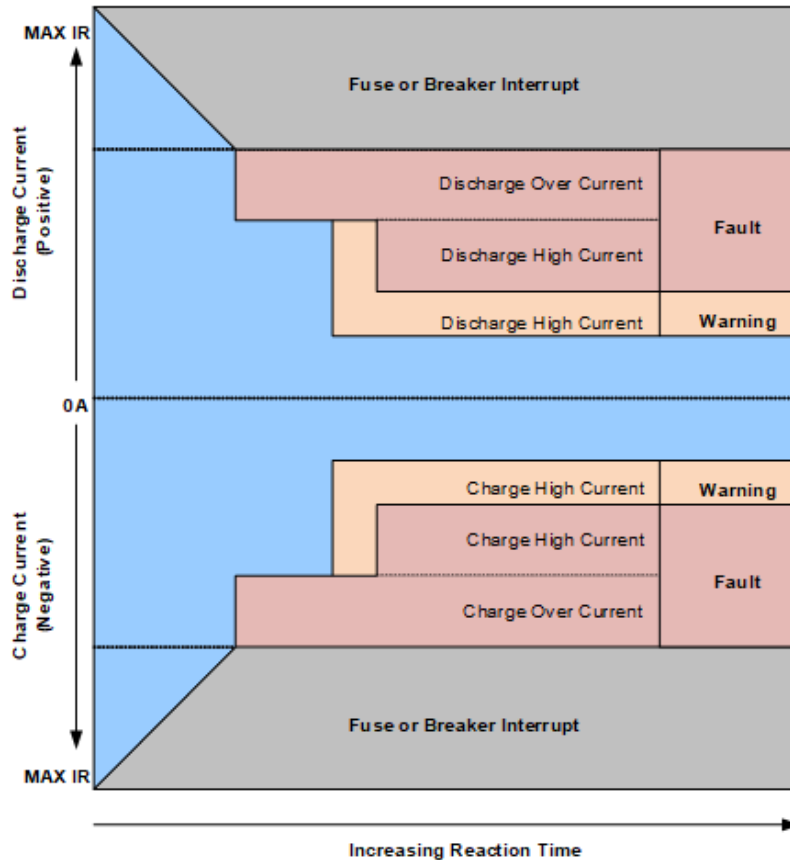 MAX IR
Fuse or Breaker Interrupt
Discharge Current
(Positive)
Discharge Over Current
Discharge High Current
Fault
Discharge High Current
Warning
0A
Charge High Current
Warning
Charge High Current
Fault
Charge Over Current
Charge Current
(Negative)
Fuse or Breaker Interrupt
MAX IR
Increasing Reaction Time